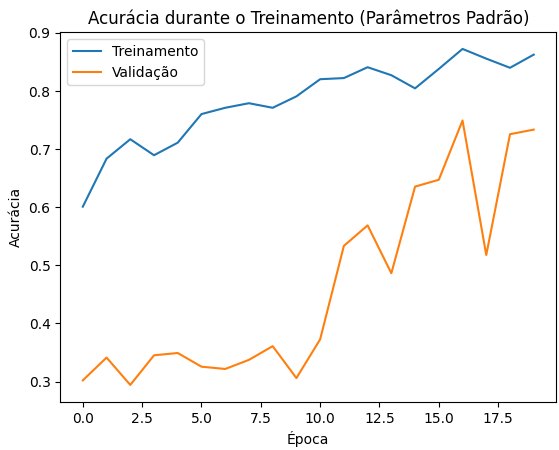 Acurácia durante o Treinamento (Parâmetros Padrão)
Treinamento
Validação
Acurácia
0.9
0.8
0.7
0.6
0.5
0.4
0.3
0.0 2.5 5.0 7.5 10.0 12.5 15.0 17.5
Época